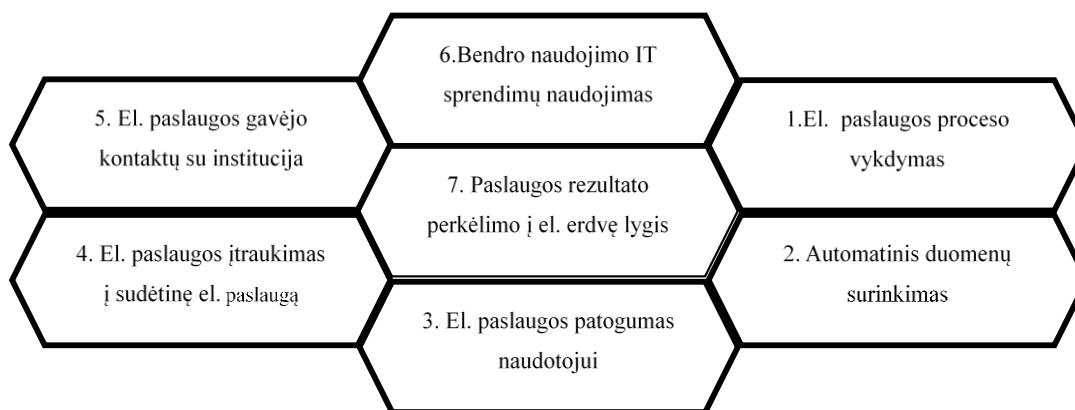 6.Bendro naudojimo IT
sprendimų naudojimas
5. El. paslaugos gavėjo
kontaktų su institucija
1.El. paslaugos proceso
vykdymas
7. Paslaugos rezultato
perkėlimo į el. erdvę lygis
4. El. paslaugos įtraukimas
į sudėtinę el. paslaugą
2. Automatinis duomenų
surinkimas
3. El. paslaugos patogumas
naudotojui